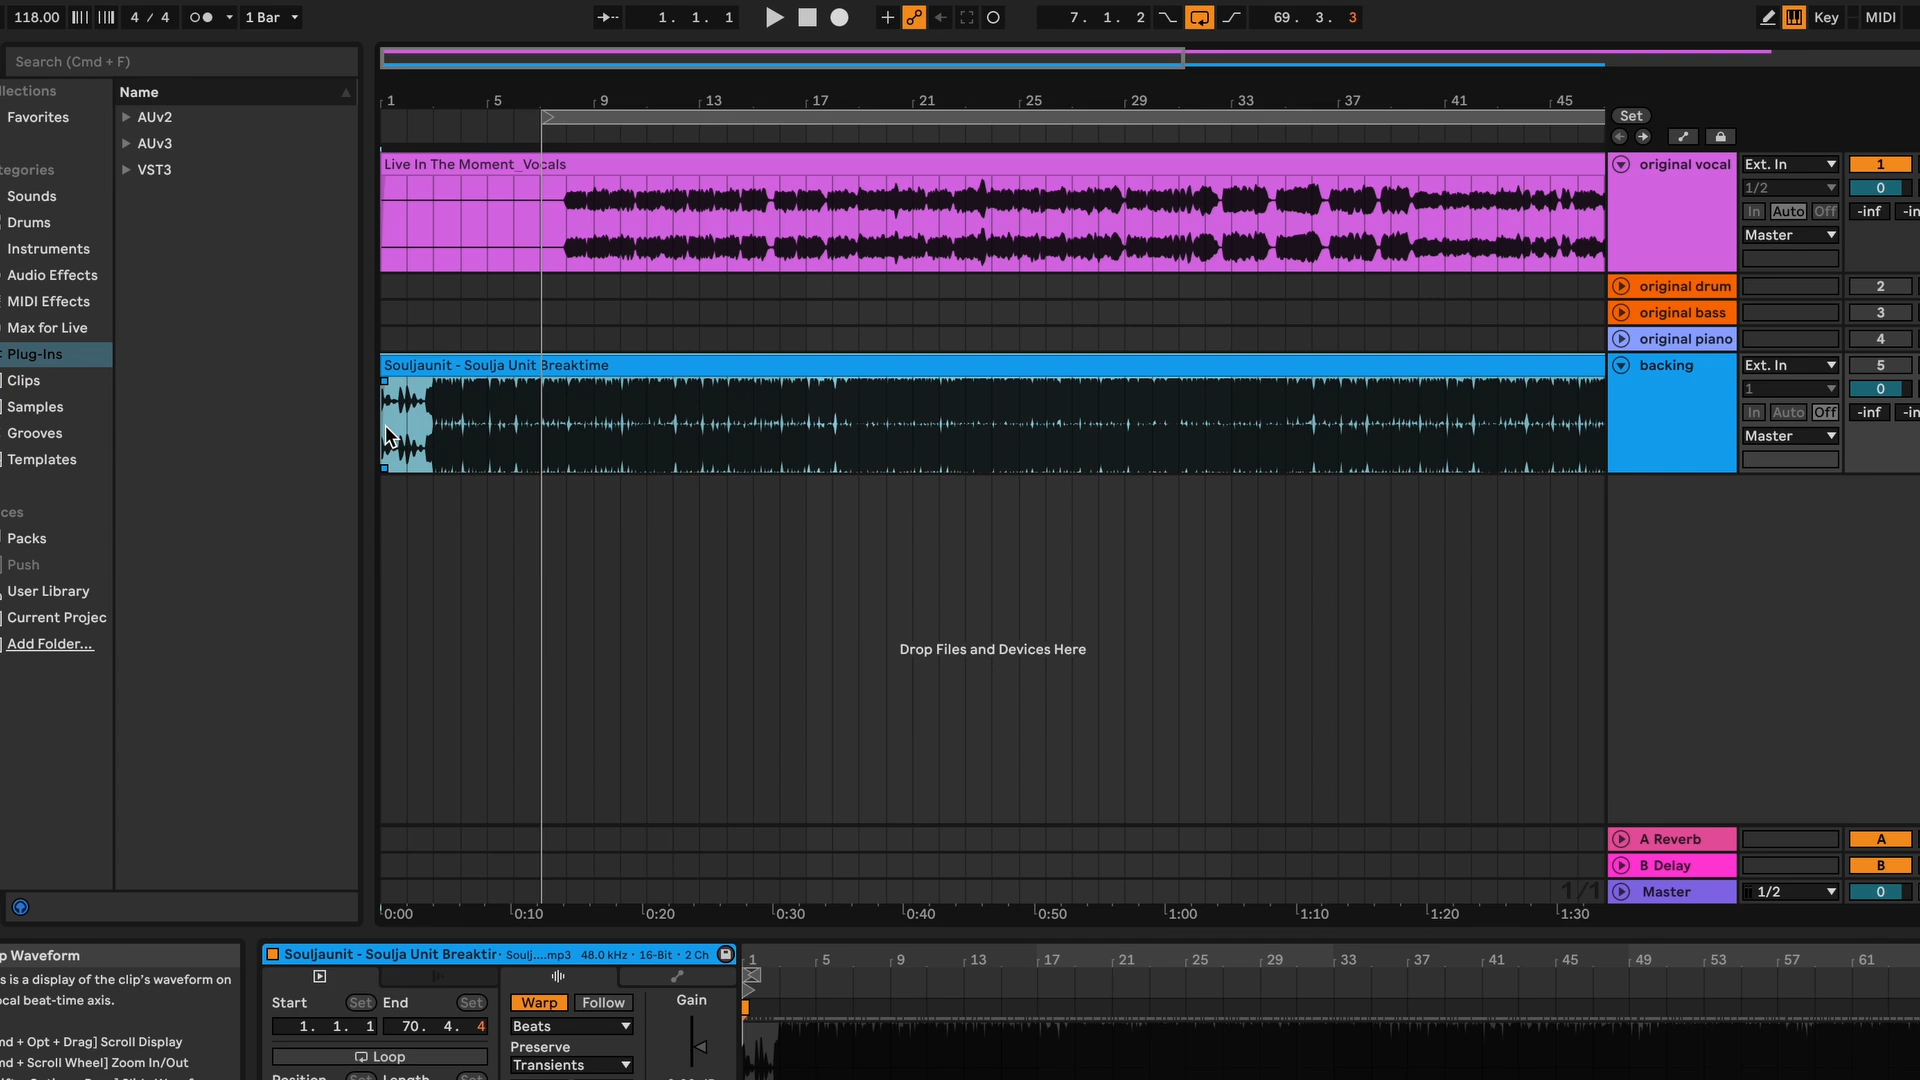 118.00 4 / 4 1 Bar 1. 1. 1 7. 1. 2 69. 3. 3 Key MIDI
Search (Cmd + F)
llections
Favorites
tegories
Sounds
Drums
Instruments
Audio Effects
MIDI Effects
Max for Live
Plug-Ins
Clips
Samples
Grooves
Templates
ces
Packs
Push
User Library
Current Projec
Add Folder...
Name
AUv2
AUv3
VST3
1 5 9 13 17 21 25 29 33 37 41 45
Set
Live In The Moment_Vocals
original vocal Ext. In 1
1/2 0
In Auto Off -inf -in
Master
original drum 2
original bass 3
original piano 4
Souljaunit - Soulja Unit Breaktime
backing Ext. In 5
1 0
In Auto Off -inf -in
Master
Drop Files and Devices Here
A Reverb A
B Delay B
1/1
Master 1/2 0
0:00 0:10 0:20 0:30 0:40 0:50 1:00 1:10 1:20 1:30
p Waveform
s is a display of the clip's waveform on
ocal beat-time axis.
md + Opt + Drag] Scroll Display
md + Scroll Wheel] Zoom In/Out
Souljaunit - Soulja Unit Breaktir Soulj....mp3 48.0 kHz 16-Bit 2 Ch
Start Set End Set
1. 1. 1 70. 4. 4
Loop
Position Set Length Set
Warp Follow
Beats
Preserve
Transients
Gain
1 5 9 13 17 21 25 29 33 37 41 45 49 53 57 61